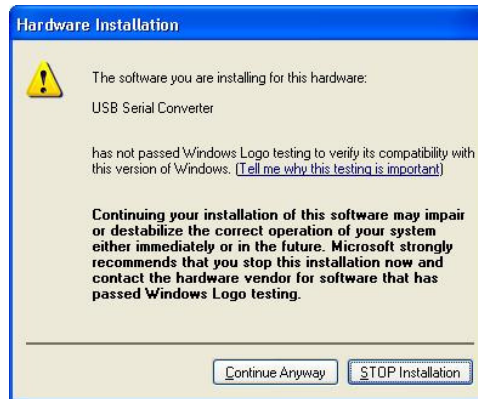 Hardware Installation
The software you are installing for this hardware:
USB Serial Converter
has not passed Windows Logo testing to verify its compatibility with
this version of Windows. (Tell me why this testing is important)
Continuing your installation of this software may impair
or destabilize the correct operation of your system
either immediately or in the future. Microsoft strongly
recommends that you stop this installation now and
contact the hardware vendor for software that has
passed Windows Logo testing.
Continue Anyway STOP Installation